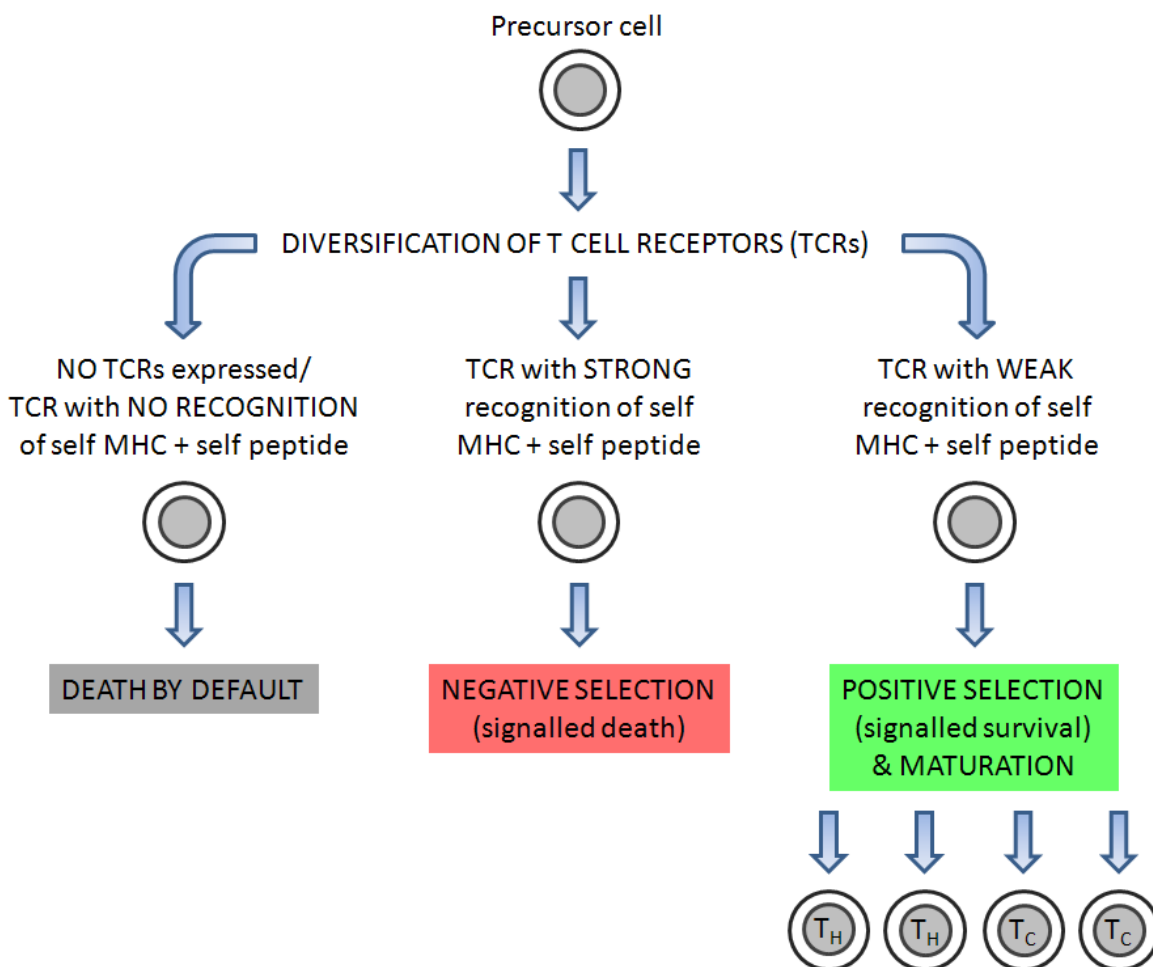 Precursor cell
DIVERSIFICATION OF T CELL RECEPTORS (TCRs)
NO TCRs expressed/
TCR with NO RECOGNITION
of self MHC + self peptide
TCR with STRONG
recognition of self
MHC + self peptide
TCR with WEAK
recognition of self
MHC + self peptide
DEATH BY DEFAULT
NEGATIVE SELECTION
(signalled death)
POSITIVE SELECTION
(signalled survival)
& MATURATION
TH TH TC TC